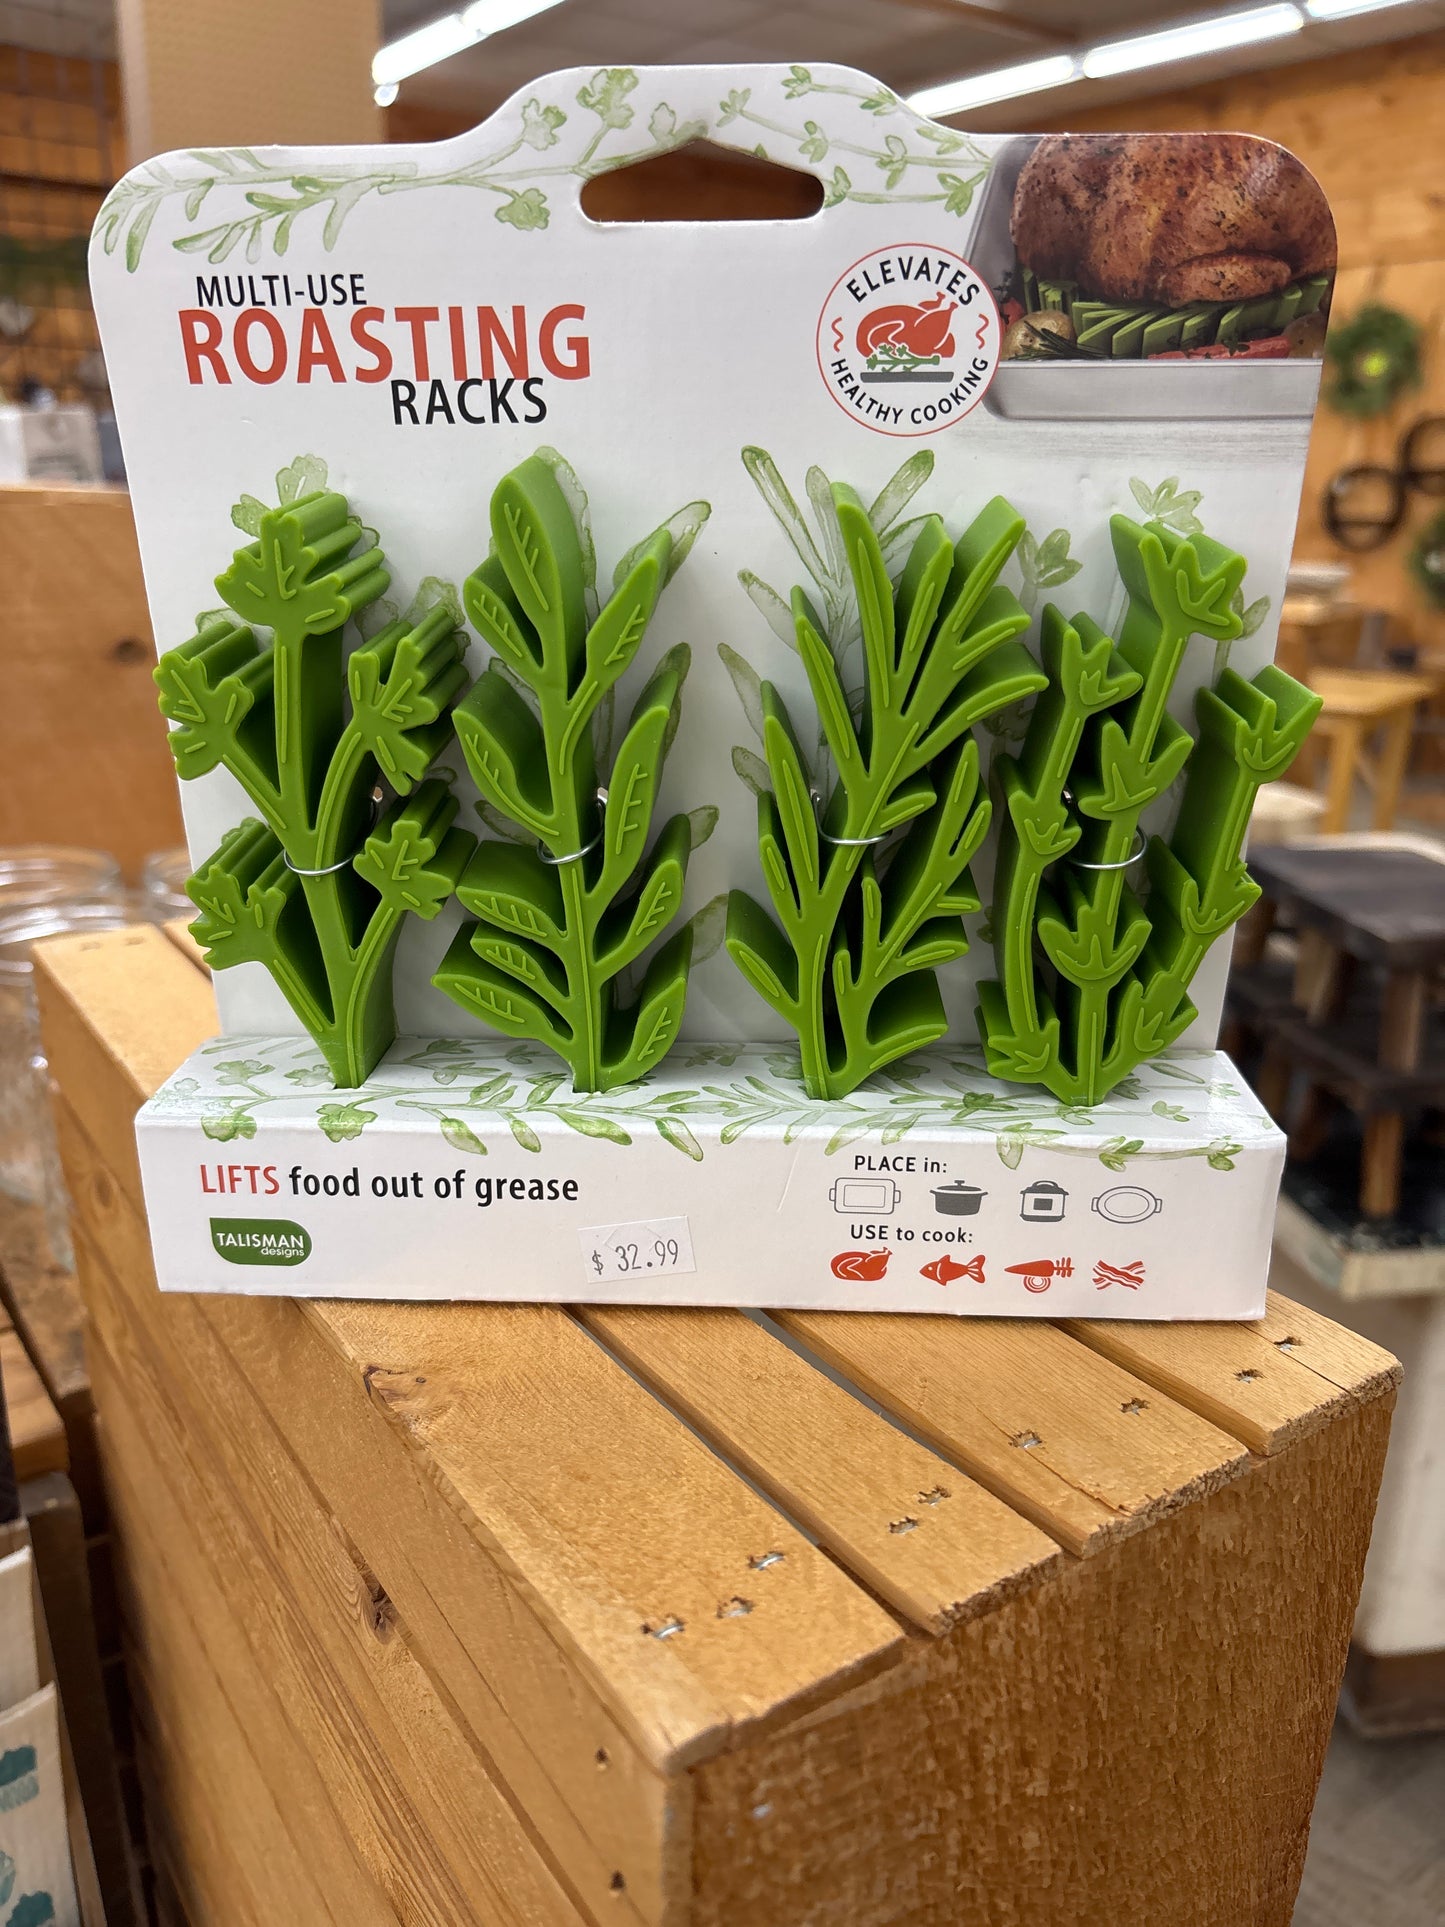 MULTI-USE
ROASTING
RACKS
ELEVATES
HEALTHY COOKING
LIFTS food out of grease
TALISMAN
designs
$ 32.99
PLACE in:
USE to cook: